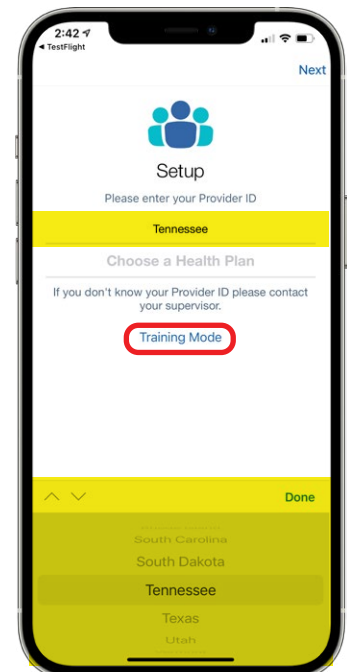 2:42
◀ TestFlight
Next
Setup
Please enter your Provider ID
Tennessee
Choose a Health Plan
If you don't know your Provider ID please contact
your supervisor.
Training Mode
Done
South Carolina
South Dakota
Tennessee
Texas
Utah